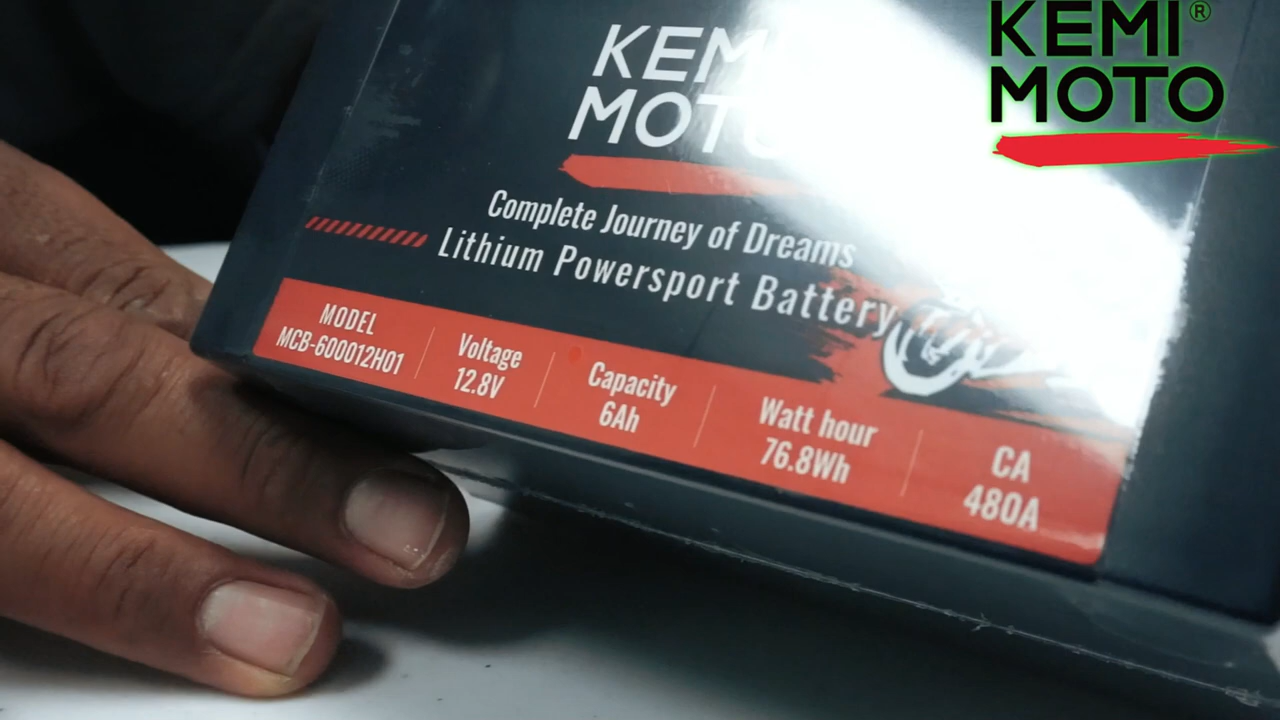 KEMI®
MOTO
KEMI
MOTO
Complete Journey of Dreams
Lithium Powersport Battery
MODEL
MCB-600012H01
Voltage
12.8V
Capacity
6Ah
Watt hour
76.8Wh
CA
480A